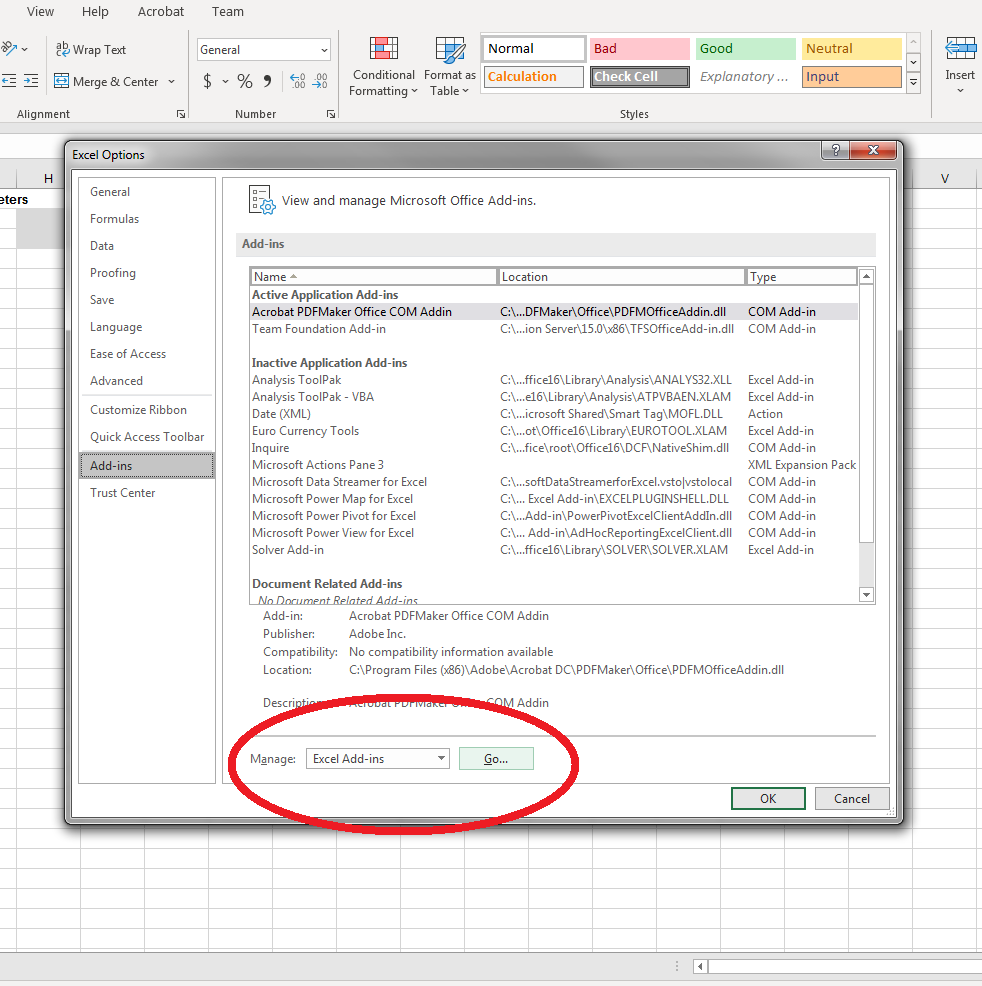 View Help Acrobat Team
Wrap Text General Normal Bad Good Neutral
Merge & Center $ % Conditional Formatting Format as Table Calculation Check Cell Explanatory ... Input Insert
Alignment Number Styles
Excel Options
H V
eters
General
Formulas
Data
Proofing
Save
Language
Ease of Access
Advanced
Customize Ribbon
Quick Access Toolbar
Add-ins
Trust Center
View and manage Microsoft Office Add-ins.
Add-ins
Name Location Type
Active Application Add-ins
Acrobat PDFMaker Office COM Addin C:\...DFMaker\Office\PDFMOfficeAddin.dll COM Add-in
Team Foundation Add-in C:\...ion Server\15.0\x86\TFSOfficeAdd-in.dll COM Add-in
Inactive Application Add-ins
Analysis ToolPak C:\...ffice16\Library\Analysis\ANALYS32.XLL Excel Add-in
Analysis ToolPak - VBA C:\...e16\Library\Analysis\ATPVBAEN.XLAM Excel Add-in
Date (XML) C:\...icrosoft Shared\Smart Tag\MOFL.DLL Action
Euro Currency Tools C:\...ot\Office16\Library\EUROTOOL.XLAM Excel Add-in
Inquire C:\...fice\root\Office16\DCF\NativeShim.dll COM Add-in
Microsoft Actions Pane 3 XML Expansion Pack
Microsoft Data Streamer for Excel C:\...softDataStreamerforExcel.vsto|vstolocal COM Add-in
Microsoft Power Map for Excel C:\... Excel Add-in\EXCELPLUGINSHELL.DLL COM Add-in
Microsoft Power Pivot for Excel C:\...Add-in\PowerPivotExcelClientAddIn.dll COM Add-in
Microsoft Power View for Excel C:\... Add-in\AdHocReportingExcelClient.dll COM Add-in
Solver Add-in C:\...ffice16\Library\SOLVER\SOLVER.XLAM Excel Add-in
Document Related Add-ins
No Document Related Add-ins
Add-in: Acrobat PDFMaker Office COM Addin
Publisher: Adobe Inc.
Compatibility: No compatibility information available
Location: C:\Program Files (x86)\Adobe\Acrobat DC\PDFMaker\Office\PDFMOfficeAddin.dll
Description: Acrobat PDFMaker Office COM Addin
Manage: Excel Add-ins Go...
OK Cancel